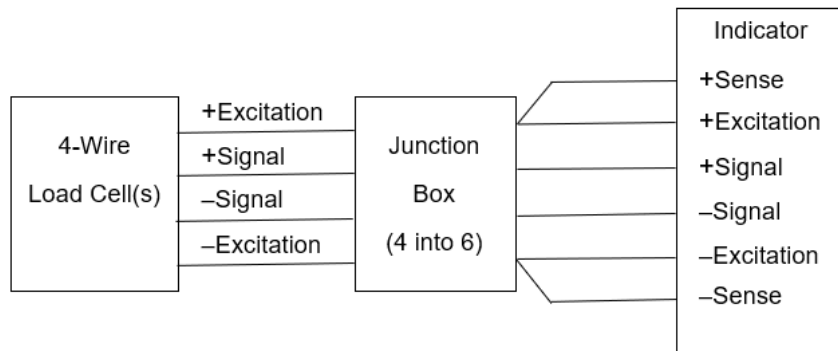 Indicator
4-Wire
Load Cell(s)
+Excitation
+Signal
–Signal
–Excitation
Junction
Box
(4 into 6)
+Sense
+Excitation
+Signal
–Signal
–Excitation
–Sense